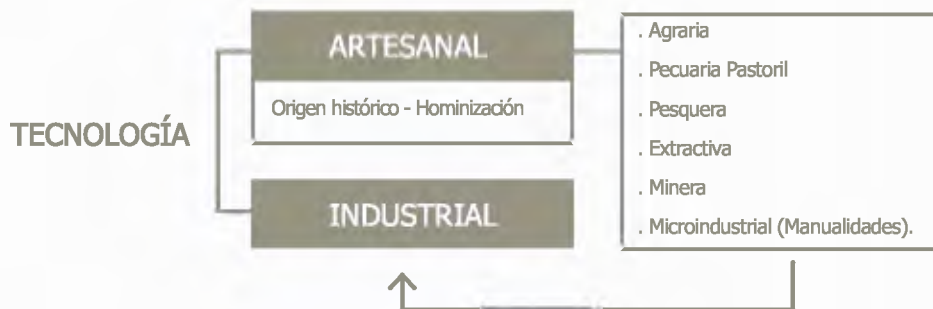 TECNOLOGÍA
ARTESANAL
Origen histórico - Hominización
INDUSTRIAL
. Agraria
. Pecuaria Pastoril
. Pesquera
. Extractiva
. Minera
. Microindustrial (Manualidades).